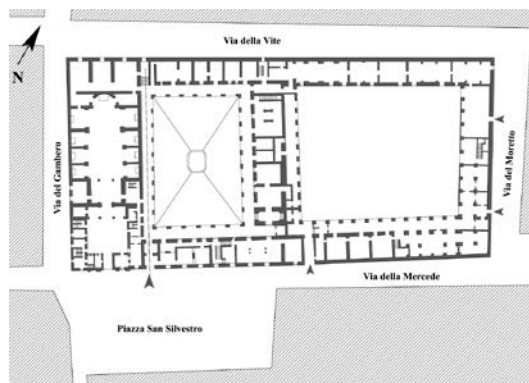 Via della Vite
N
Via del Gambero
Via del Moretto
Via della Mercede
Piazza San Silvestro